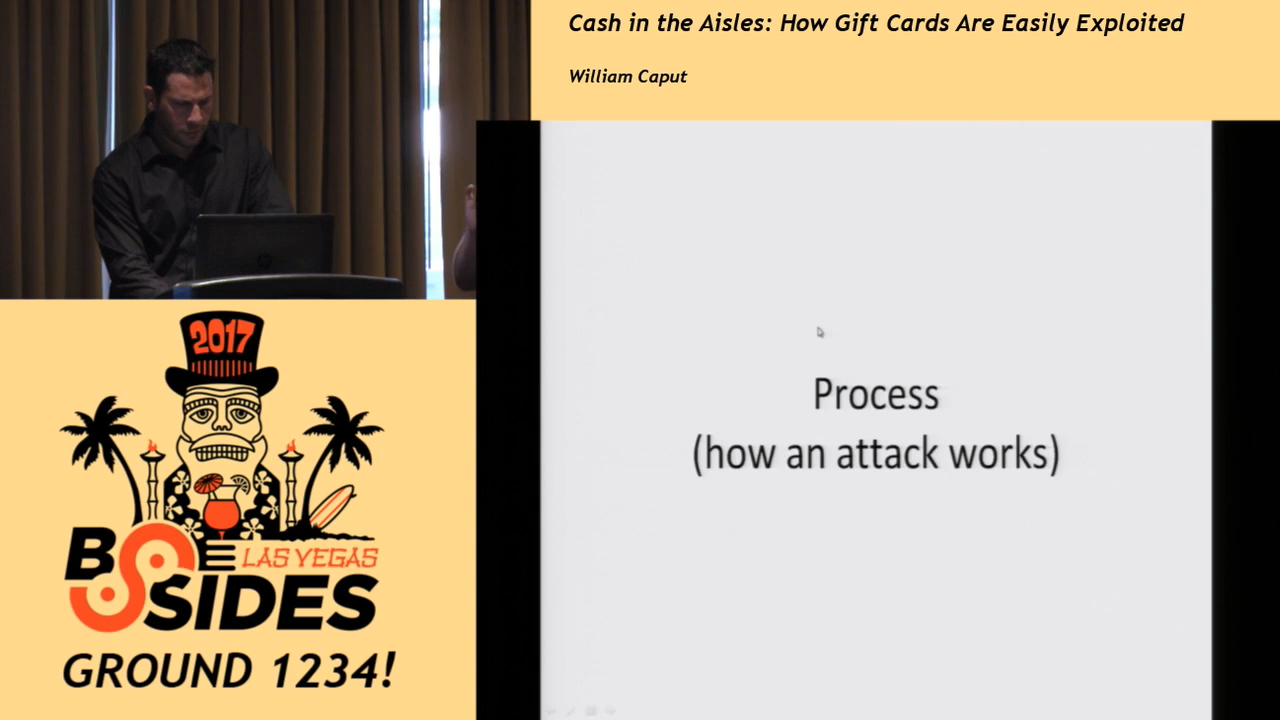 Cash in the Aisles: How Gift Cards Are Easily Exploited
William Caput
Process
(how an attack works)
2017
BSIDES
LAS VEGAS
GROUND 1234!